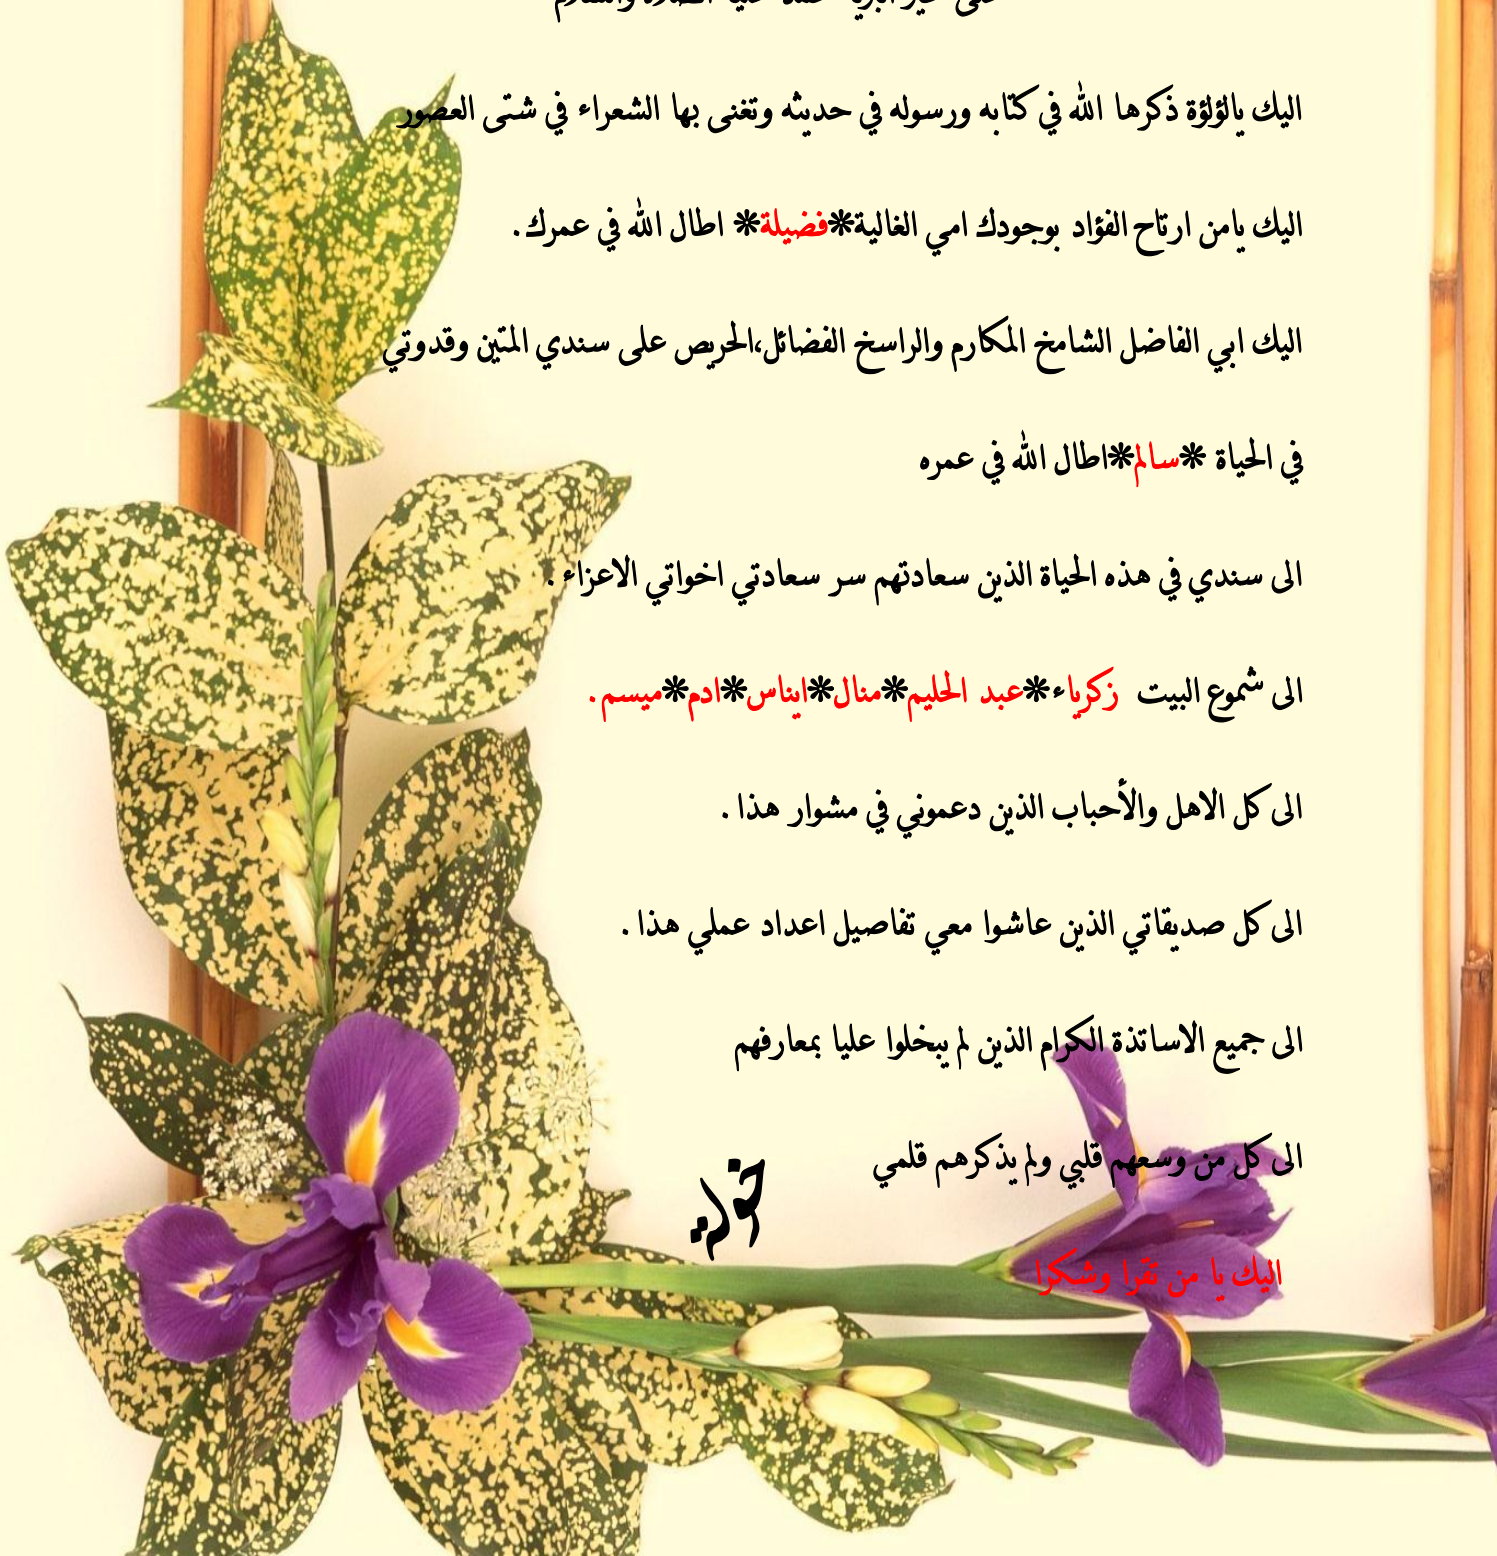 اليك يالؤلؤة ذكرها الله في كتابه ورسوله في حديثه وتغنى بها الشعراء في شتى العصور
اليك يامن ارتاح الفؤاد بوجودك امي الغالية*فضيلة* اطال الله في عمرك.
اليك ابي الفاضل الشامخ المكارم والراسخ الفضائل،الحريص على سندي المتين وقدوتي
في الحياة *سالم*اطال الله في عمره
الى سندي في هذه الحياة الذين سعادتهم سر سعادتي اخواتي الاعزاء .
الى شموع البيت زكرياء*عبد الحليم*منال*ايناس*ادم*ميسم.
الى كل الاهل والأحباب الذين دعموني في مشوار هذا .
الى كل صديقاتي الذين عاشوا معي تفاصيل اعداد عملي هذا .
الى جميع الاساتذة الكرام الذين لم يبخلوا عليا بمعارفهم
الى كل من وسعهم قلبي ولم يذكرهم قلمي
خولة
اليك يا من تقرا وشكرا